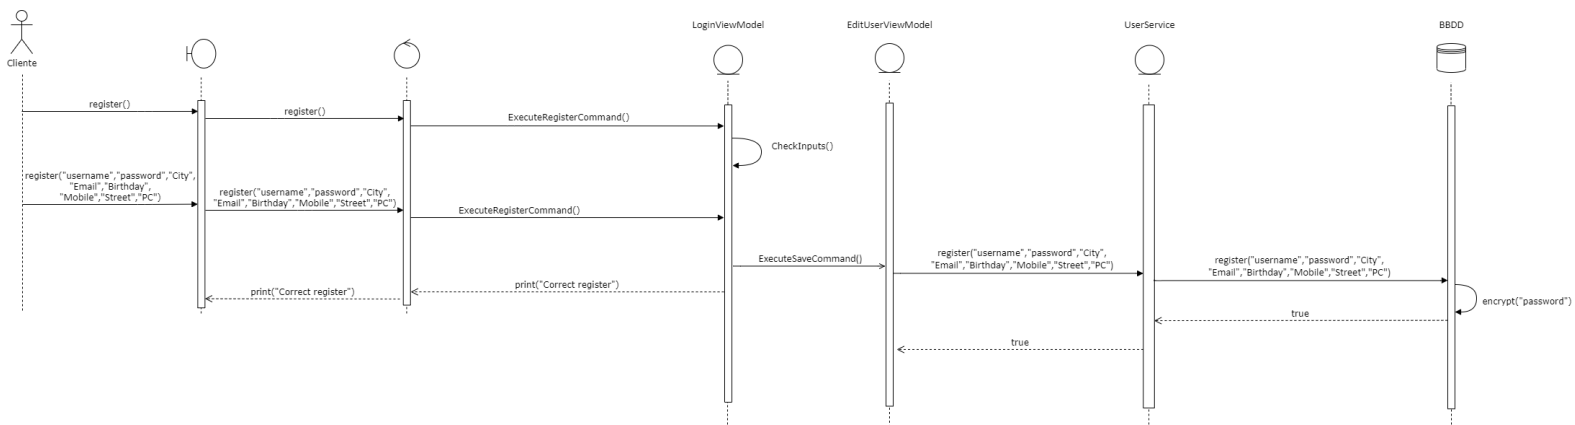 LoginViewModel
EditUserViewModel
UserService
BBDD
Cliente
register()
register()
ExecuteRegisterCommand()
CheckInputs()
register("username","password","City",
"Email","Birthday",
"Mobile","Street","PC")
register("username","password","City",
"Email","Birthday","Mobile","Street","PC")
ExecuteRegisterCommand()
ExecuteSaveCommand()
register("username","password","City",
"Email","Birthday","Mobile","Street","PC")
register("username","password","City",
"Email","Birthday","Mobile","Street","PC")
print("Correct register")
print("Correct register")
encrypt("password")
true
true